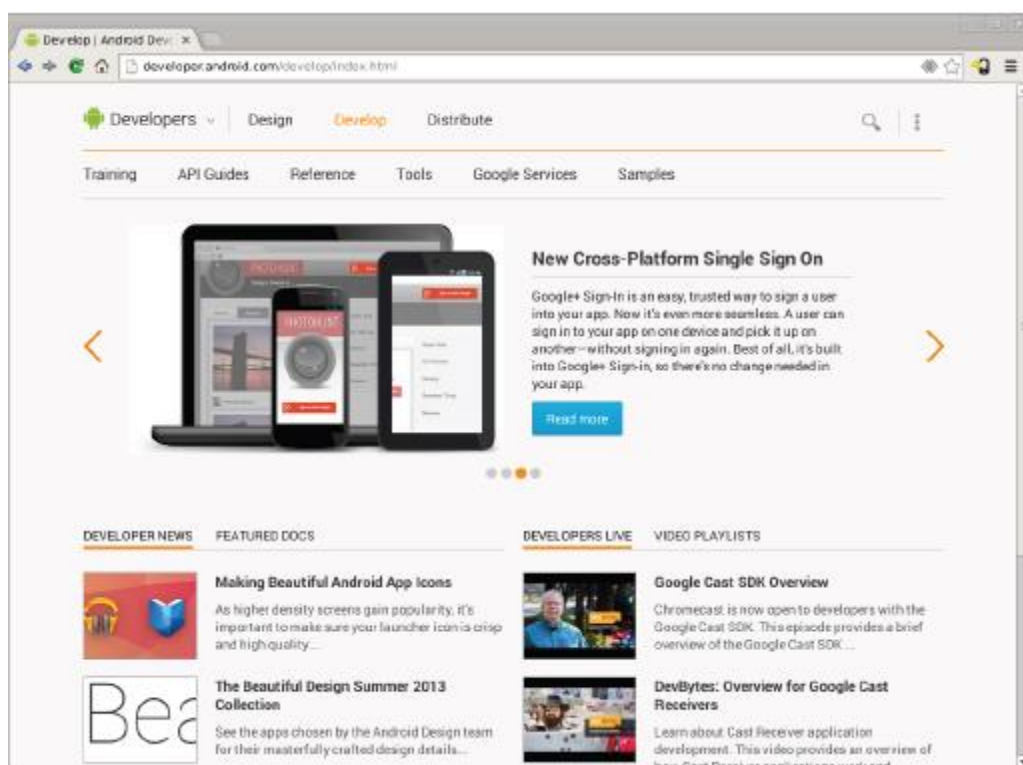 Develop | Android Dev
developer.android.com/develop/index.html
Developers
Design
Develop
Distribute
Training
API Guides
Reference
Tools
Google Services
Samples
PHOTOHUNT
New Cross-Platform Single Sign On
Google+ Sign-In is an easy, trusted way to sign a user
into your app. Now it's even more seamless. A user can
sign in to your app on one device and pick it up on
another—without signing in again. Best of all, it's built
into Google+ Sign-in, so there's no change needed in
your app.
Read more
DEVELOPER NEWS
FEATURED DOCS
Making Beautiful Android App Icons
As higher density screens gain popularity, it's
important to make sure your launcher icon is crisp
and high quality...
Bea
The Beautiful Design Summer 2013
Collection
See the apps chosen by the Android Design team
for their masterfully crafted design details...
DEVELOPERS LIVE
VIDEO PLAYLISTS
Google Cast SDK Overview
Chromecast is now open to developers with the
Google Cast SDK. This episode provides a brief
overview of the Google Cast SDK ...
DevBytes: Overview for Google Cast
Receivers
Learn about Cast Receiver application
development. This video provides an overview of
how Cast Receiver applications work and